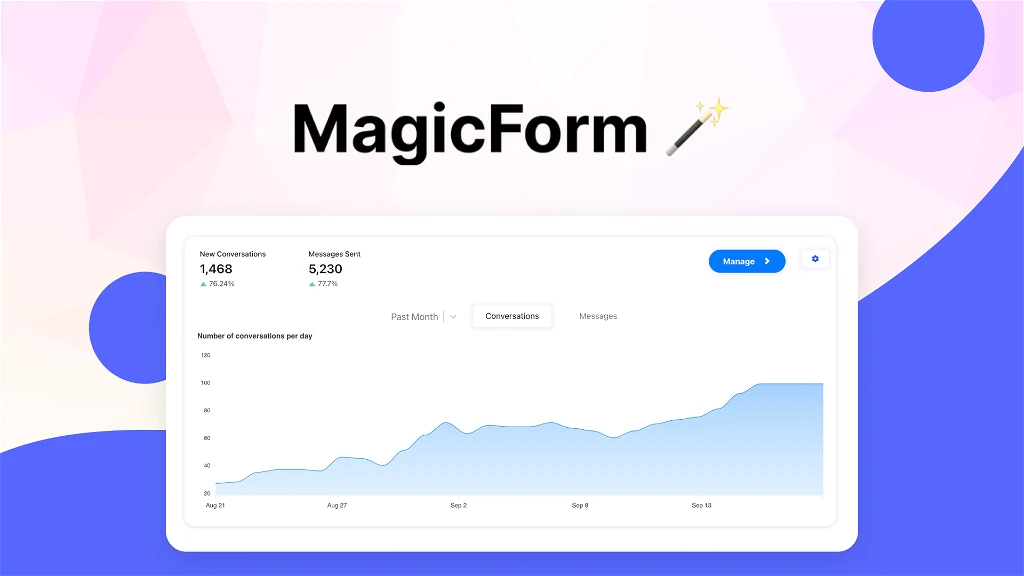 MagicForm
New Conversations
1,468
76.24%
Messages Sent
5,230
77.7%
Manage
Past Month
Conversations
Messages
Number of conversations per day
120
100
80
60
40
20
Aug 21
Aug 27
Sep 2
Sep 8
Sep 13